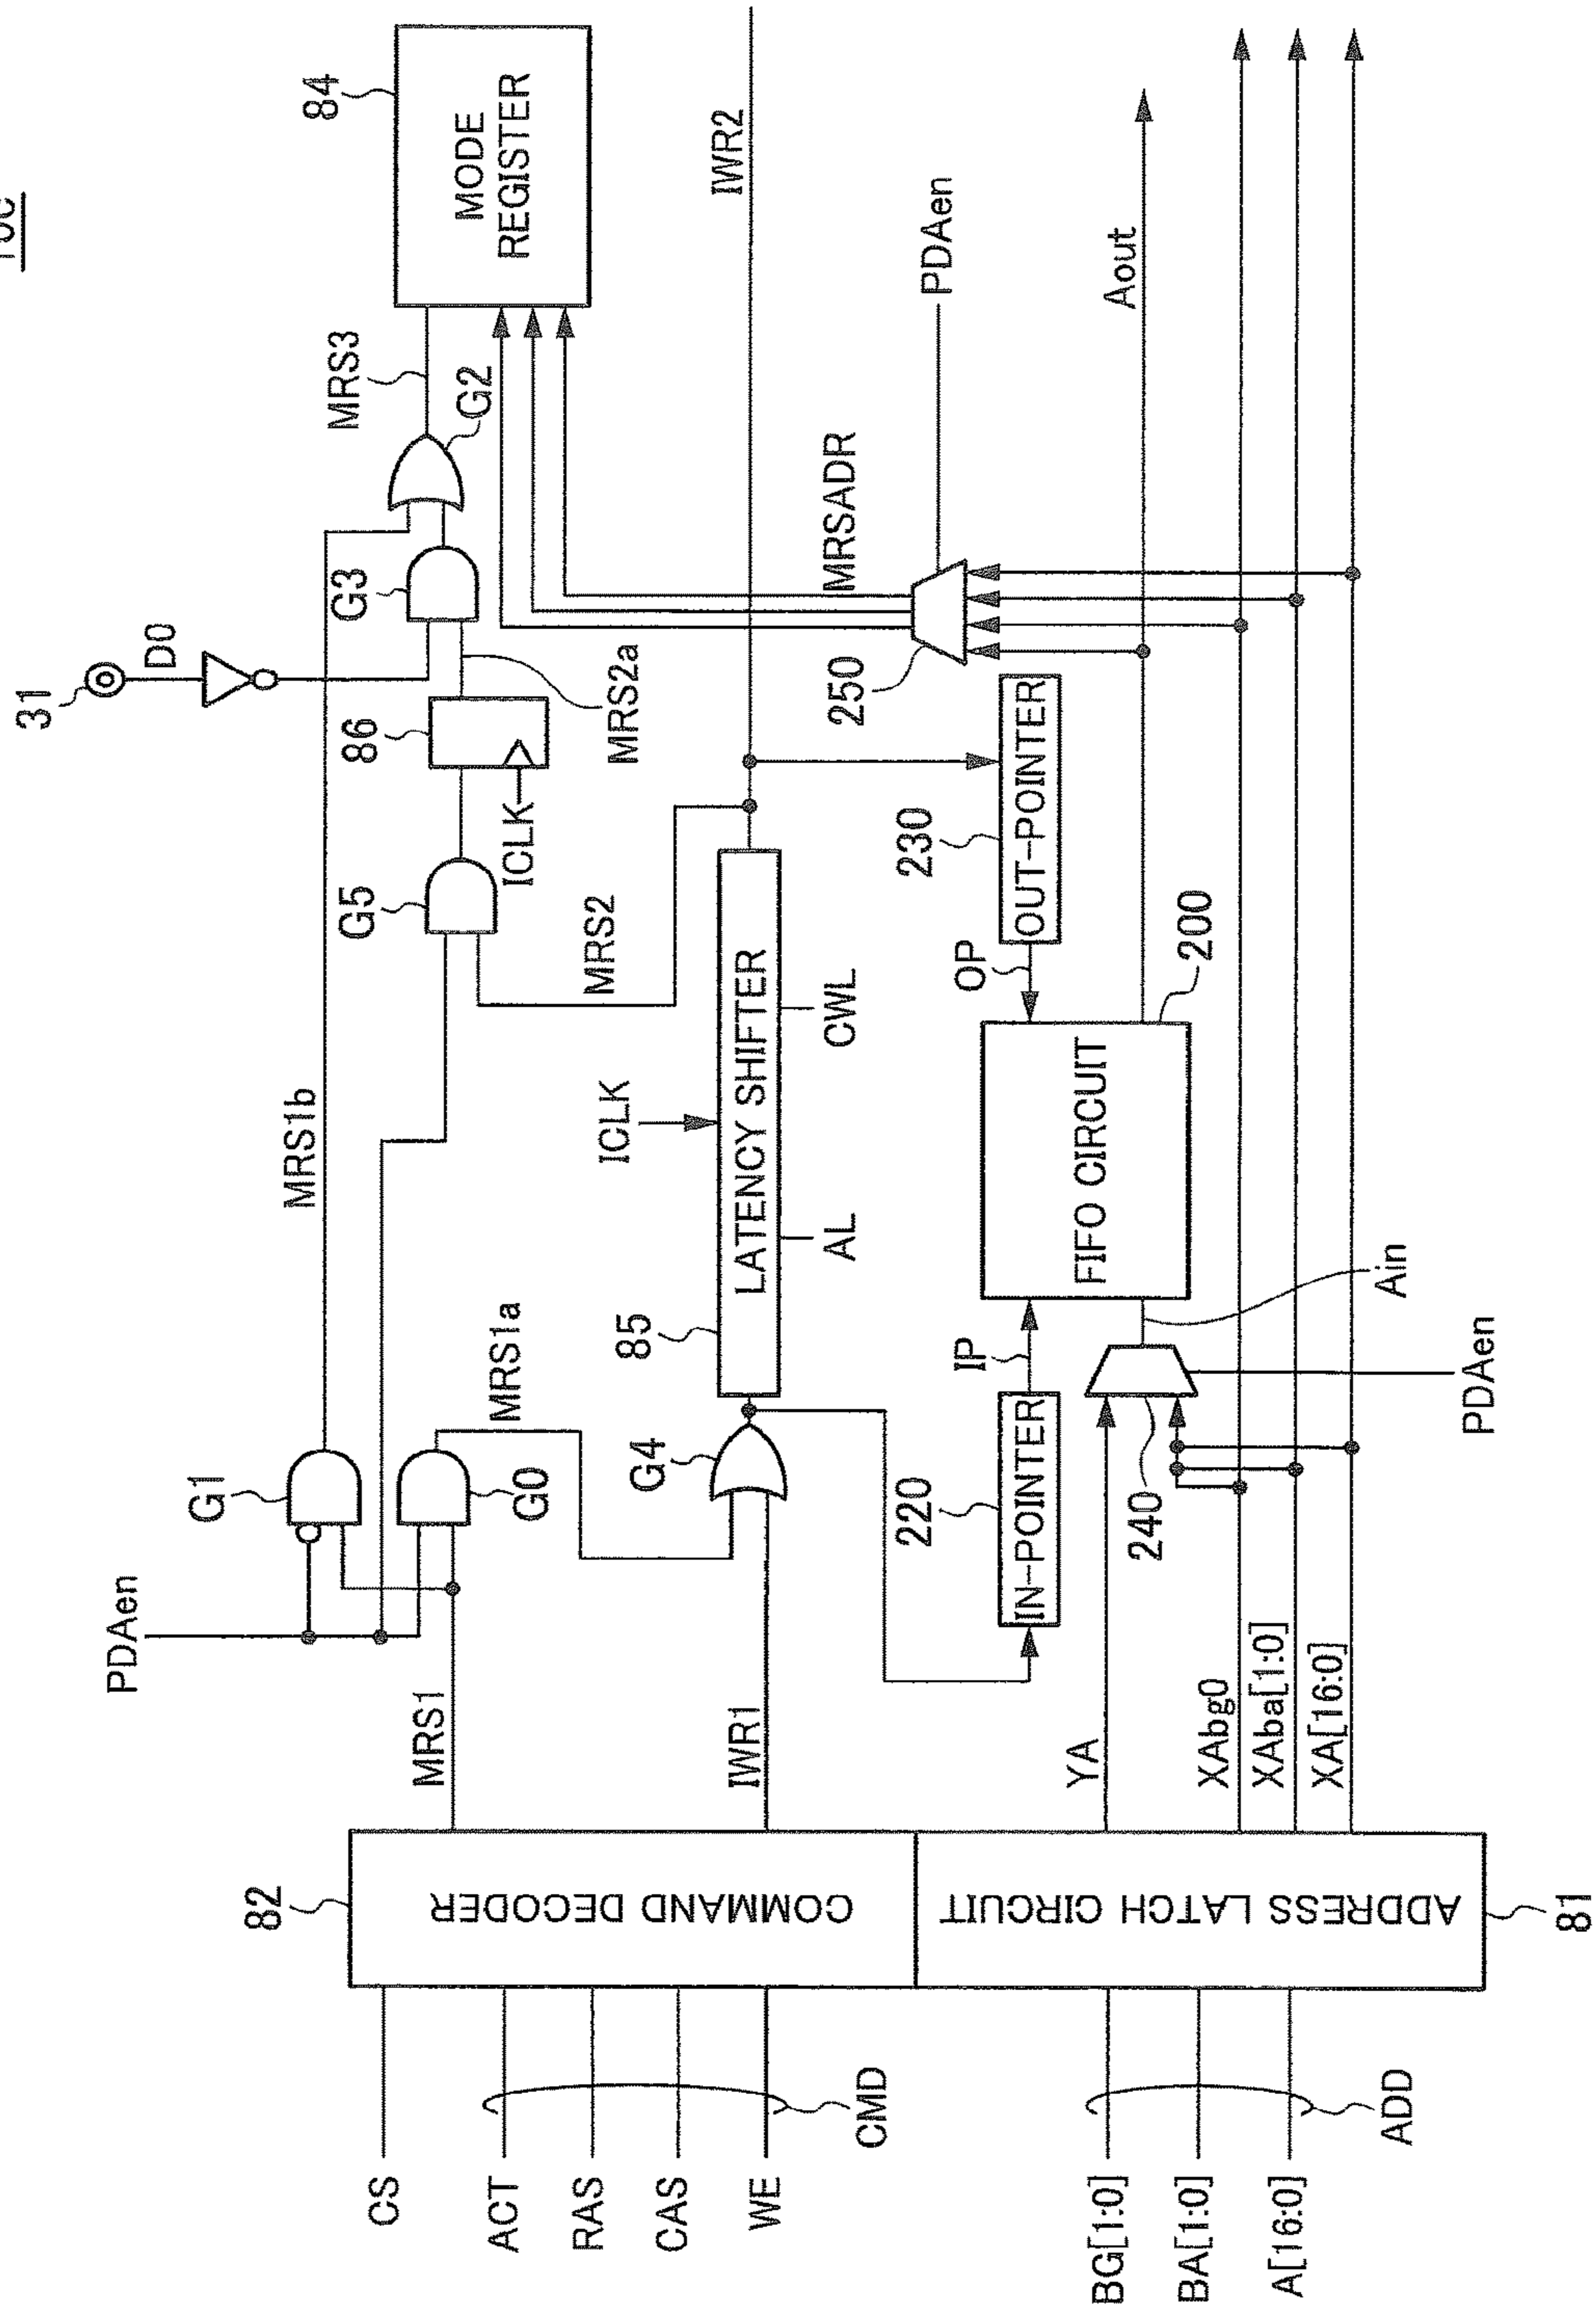 31
PDAen
D0
CS
82
G1
MRS1b
MRS3
84
ACT
RAS
CAS
WE
CMD
COMMAND DECODER
MRS1
G0
MRS1a
G5
ICLK
86
G3
MRS2a
G2
MODE
REGISTER
IWR1
G4
85
ICLK
LATENCY SHIFTER
AL
CWL
MRS2
IWR2
MRSADR
PDAen
220
IN-POINTER
IP
OP
230
OUT-POINTER
250
BG[1:0]
BA[1:0]
A[16:0]
ADD
ADDRESS LATCH CIRCUIT
81
YA
240
FIFO CIRCUIT
200
Aout
XAbg0
XAba[1:0]
XA[16:0]
Ain
PDAen